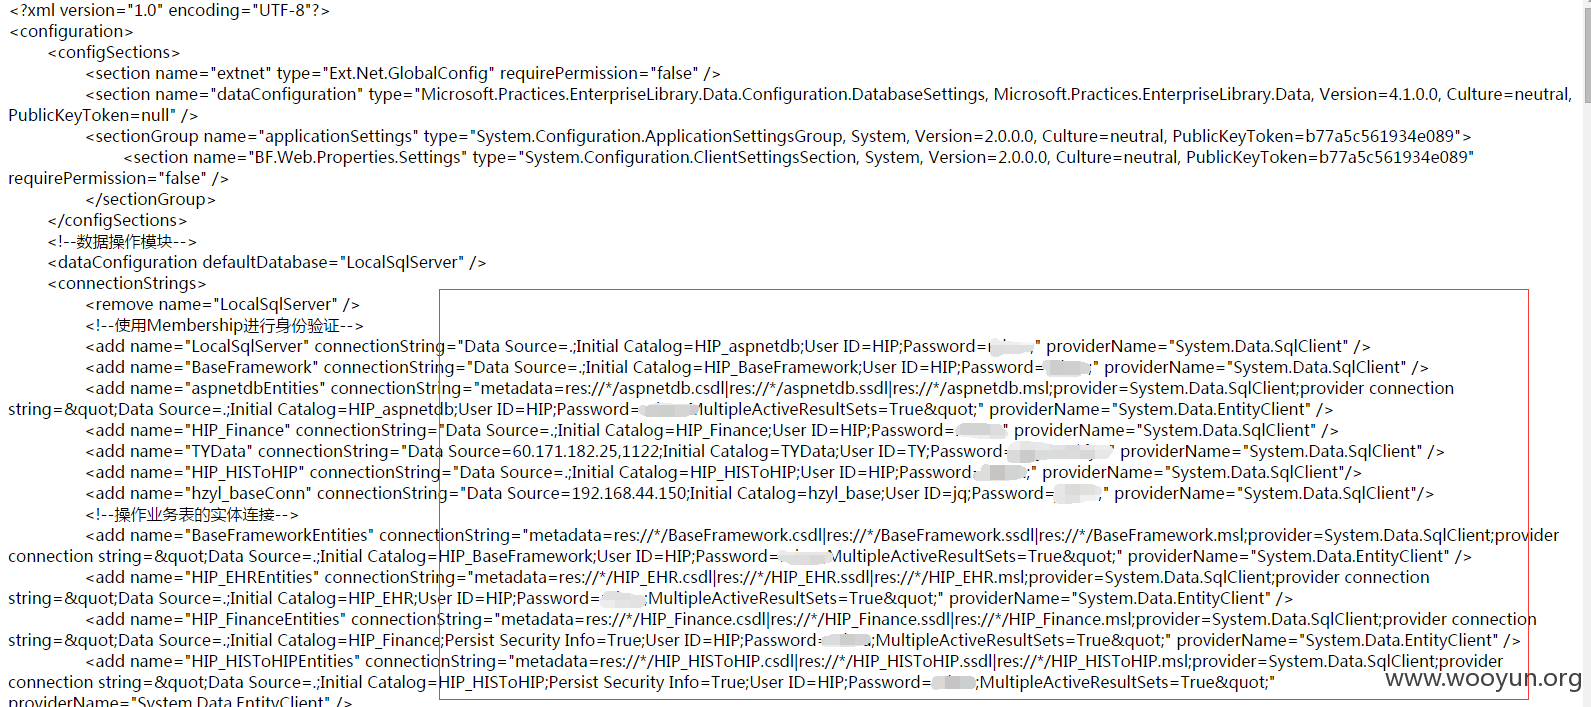 <?xml version="1.0" encoding="UTF-8"?>
<configuration>
<configSections>
<section name="extnet" type="Ext.Net.GlobalConfig" requirePermission="false" />
<section name="dataConfiguration" type="Microsoft.Practices.EnterpriseLibrary.Data.Configuration.DatabaseSettings, Microsoft.Practices.EnterpriseLibrary.Data, Version=4.1.0.0, Culture=neutral,
PublicKeyToken=null" />
<sectionGroup name="applicationSettings" type="System.Configuration.ApplicationSettingsGroup, System, Version=2.0.0.0, Culture=neutral, PublicKeyToken=b77a5c561934e089">
<section name="BF.Web.Properties.Settings" type="System.Configuration.ClientSettingsSection, System, Version=2.0.0.0, Culture=neutral, PublicKeyToken=b77a5c561934e089"
requirePermission="false" />
</sectionGroup>
</configSections>
<!--数据操作模块-->
<dataConfiguration defaultDatabase="LocalSqlServer" />
<connectionStrings>
<remove name="LocalSqlServer" />
<!--使用Membership进行身份验证-->
<add name="LocalSqlServer" connectionString="Data Source=.;Initial Catalog=HIP_aspnetdb;User ID=HIP;Password= ;" providerName="System.Data.SqlClient" />
<add name="BaseFramework" connectionString="Data Source=.;Initial Catalog=HIP_BaseFramework;User ID=HIP;Password= ;" providerName="System.Data.SqlClient" />
<add name="aspnetdbEntities" connectionString="metadata=res://*/aspnetdb.csdl|res://*/aspnetdb.ssdl|res://*/aspnetdb.msl;provider=System.Data.SqlClient;provider connection
string=&quot;Data Source=.;Initial Catalog=HIP_aspnetdb;User ID=HIP;Password= MultipleActiveResultSets=True&quot;" providerName="System.Data.EntityClient" />
<add name="HIP_Finance" connectionString="Data Source=.;Initial Catalog=HIP_Finance;User ID=HIP;Password= " providerName="System.Data.SqlClient" />
<add name="TYData" connectionString="Data Source=60.171.182.25,1122;Initial Catalog=TYData;User ID=TY;Password= " providerName="System.Data.SqlClient" />
<add name="HIP_HISToHIP" connectionString="Data Source=.;Initial Catalog=HIP_HISToHIP;User ID=HIP;Password= ;" providerName="System.Data.SqlClient"/>
<add name="hzyl_baseConn" connectionString="Data Source=192.168.44.150;Initial Catalog=hzyl_base;User ID=jq;Password= ;" providerName="System.Data.SqlClient"/>
<!--操作业务表的实体连接-->
<add name="BaseFrameworkEntities" connectionString="metadata=res://*/BaseFramework.csdl|res://*/BaseFramework.ssdl|res://*/BaseFramework.msl;provider=System.Data.SqlClient;provider
connection string=&quot;Data Source=.;Initial Catalog=HIP_BaseFramework;User ID=HIP;Password= MultipleActiveResultSets=True&quot;" providerName="System.Data.EntityClient" />
<add name="HIP_EHREntities" connectionString="metadata=res://*/HIP_EHR.csdl|res://*/HIP_EHR.ssdl|res://*/HIP_EHR.msl;provider=System.Data.SqlClient;provider connection
string=&quot;Data Source=.;Initial Catalog=HIP_EHR;User ID=HIP;Password= ;MultipleActiveResultSets=True&quot;" providerName="System.Data.EntityClient" />
<add name="HIP_FinanceEntities" connectionString="metadata=res://*/HIP_Finance.csdl|res://*/HIP_Finance.ssdl|res://*/HIP_Finance.msl;provider=System.Data.SqlClient;provider connection
string=&quot;Data Source=.;Initial Catalog=HIP_Finance;Persist Security Info=True;User ID=HIP;Password= ;MultipleActiveResultSets=True&quot;" providerName="System.Data.EntityClient" />
<add name="HIP_HISToHIPEntities" connectionString="metadata=res://*/HIP_HISToHIP.csdl|res://*/HIP_HISToHIP.ssdl|res://*/HIP_HISToHIP.msl;provider=System.Data.SqlClient;provider
connection string=&quot;Data Source=.;Initial Catalog=HIP_HISToHIP;Persist Security Info=True;User ID=HIP;Password= ;MultipleActiveResultSets=True&quot;"
providerName="System.Data.EntityClient" />
www.wooyun.org